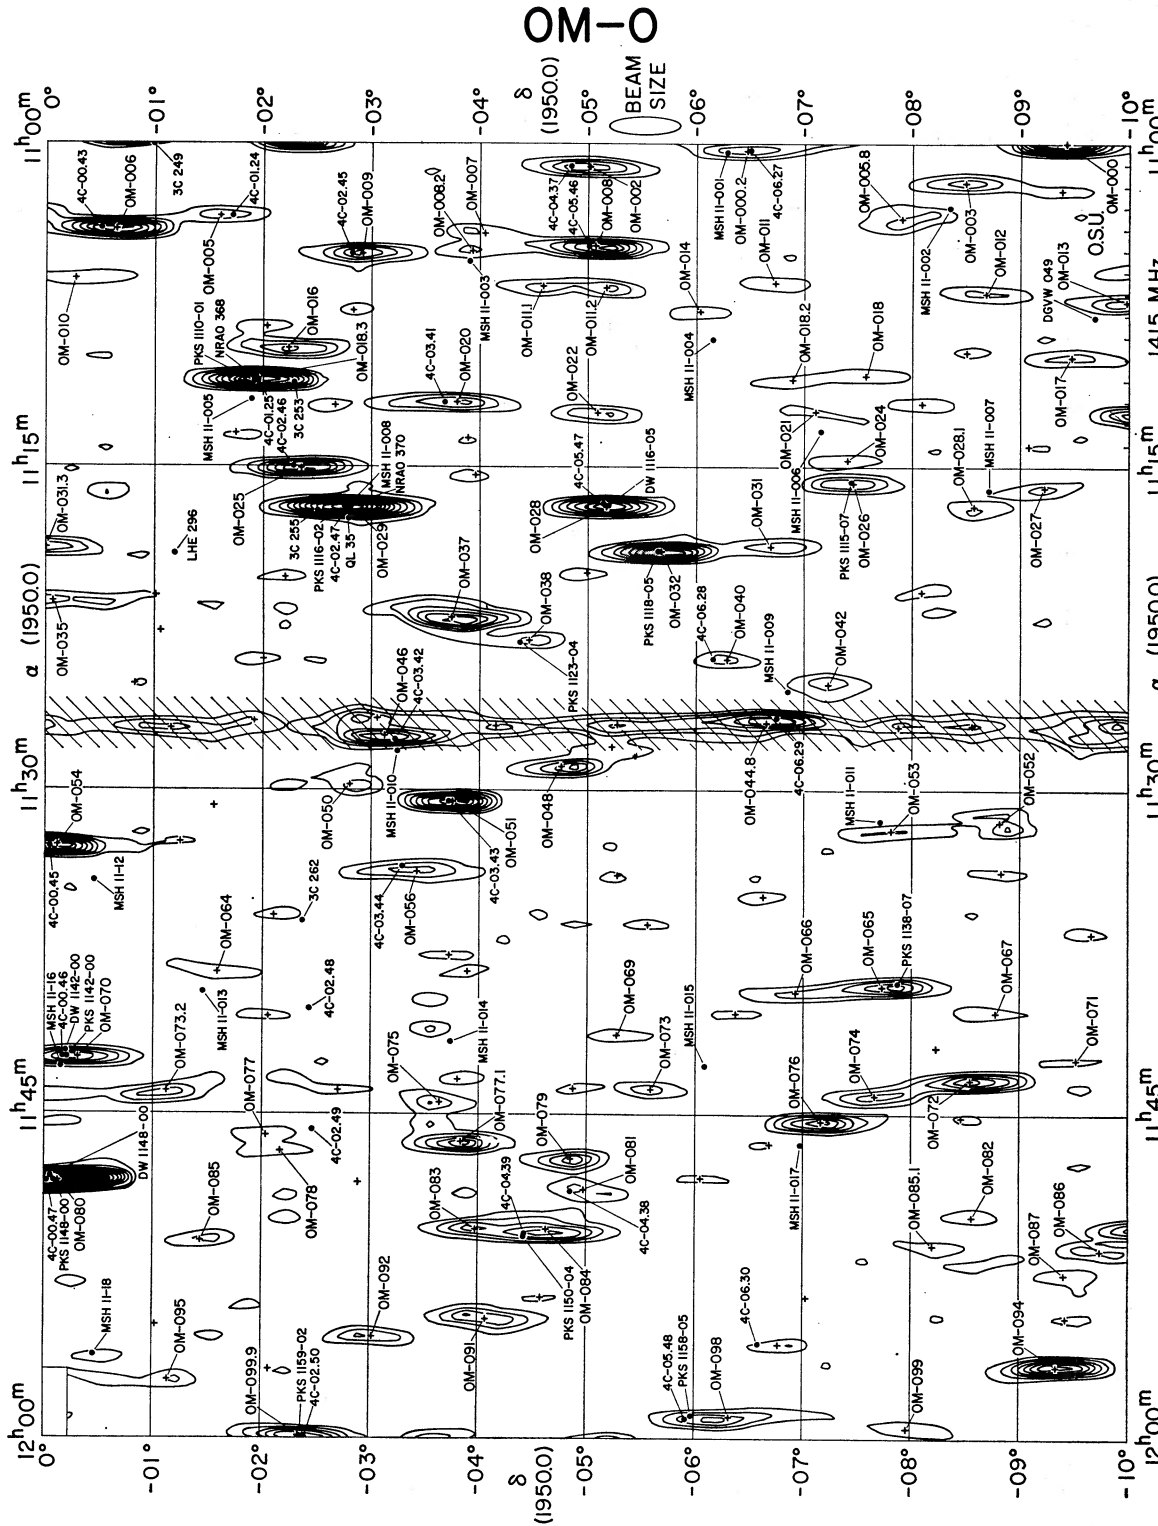 OM-O
11h00m
11h15m
α (1950.0)
11h30m
11h45m
12h00m
0°
-01°
-02°
-03°
-04°
δ
(1950.0)
-05°
BEAM
SIZE
-06°
-07°
-08°
-09°
-10°
11h00m
4C-00.43
OM-006
3C 249
4C-01.24
OM-005
4C-02.45
OM-009
OM-008.2
OM-007
4C-04.37
4C-05.46
OM-008
OM-002
MSH 11-001
OM-000.2
4C-06.27
OM-005.8
OM-003
OM-000
OM-010
PKS 1110-01
NRAO 368
OM-016
OM-018.3
MSH 11-003
OM-011.1
OM-011.2
OM-014
OM-011
MSH 11-002
OM-012
O.S.U.
OM-013
DGVW 049
1415 MHz
MSH 11-005
4C-01.25
4C-02.46
3C 253
4C-03.41
OM-020
OM-022
MSH 11-004
OM-018.2
OM-018
OM-017
OM-031.3
LHE 296
OM-025
MSH 11-008
NRAO 370
3C 255
PKS 1116-02
4C-02.47
QL 35
OM-029
OM-028
4C-05.47
DW 1116-05
OM-021
OM-024
MSH 11-006
OM-031
PKS 1115-07
OM-026
OM-028.1
MSH 11-007
OM-027
11h15m
OM-035
OM-037
OM-038
PKS 1123-04
PKS 1118-05
OM-032
4C-06.28
OM-040
MSH 11-009
OM-042
α (1950.0)
OM-046
4C-03.42
OM-044.8
4C-06.29
OM-054
4C-00.45
MSH 11-12
OM-050
MSH 11-010
OM-051
4C-03.43
OM-048
MSH 11-011
OM-053
OM-052
11h30m
OM-064
3C 262
4C-03.44
OM-056
OM-066
OM-065
PKS 1138-07
OM-067
MSH 11-16
4C-00.46
DW 1142-00
PKS 1142-00
OM-070
OM-073.2
MSH 11-013
4C-02.48
OM-075
MSH 11-014
OM-069
OM-073
MSH 11-015
OM-076
OM-074
OM-071
OM-072
11h45m
DW 1148-00
OM-077
4C-02.49
OM-078
OM-077.1
OM-079
OM-081
4C-04.38
MSH 11-017
OM-082
4C-00.47
PKS 1148-00
OM-080
OM-085
OM-083
4C-04.39
PKS 1150-04
OM-084
OM-085.1
OM-087
OM-086
MSH 11-18
OM-095
OM-092
OM-091
4C-06.30
OM-094
OM-099.9
PKS 1159-02
4C-02.50
4C-05.48
PKS 1158-05
OM-098
OM-099
12h00m
0°
-01°
-02°
-03°
-04°
δ
(1950.0)
-05°
-06°
-07°
-08°
-09°
-10°